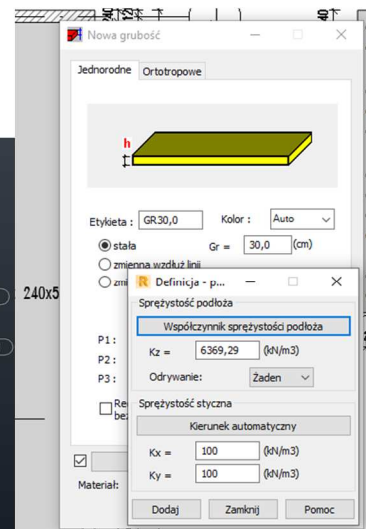 Nowa grubość
Jednorodne Ortotropowe
h
Etykieta : GR30,0 Kolor : Auto
stała Gr = 30,0 (cm)
zmienna wzdłuż linii
240x5
Definicja - p...
Sprężystość podłoża
Współczynnik sprężystości podłoża
P1 : Kz = 6369,29 (kN/m3)
P2 :
P3 : Odrywanie: Żaden
Sprężystość styczna
Kierunek automatyczny
Kx = 100 (kN/m3)
Materiał: Ky = 100 (kN/m3)
Dodaj Zamknij Pomoc